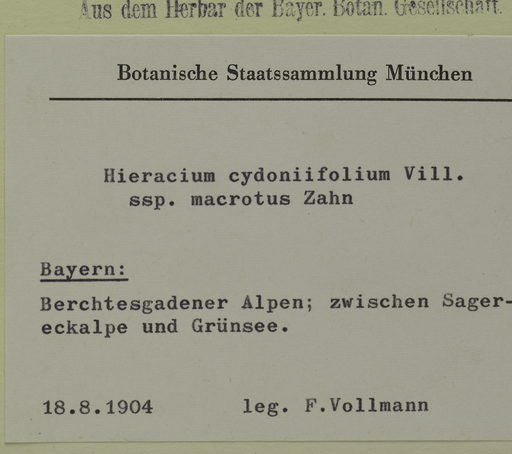 Aus dem Herbar der Bayer. Botan. Gesellschaft.
Botanische Staatssammlung München
Hieracium cydoniifolium Vill.
ssp. macrotus Zahn
Bayern:
Berchtesgadener Alpen; zwischen Sager-
eckalpe und Grünsee.
18.8.1904 leg. F.Vollmann